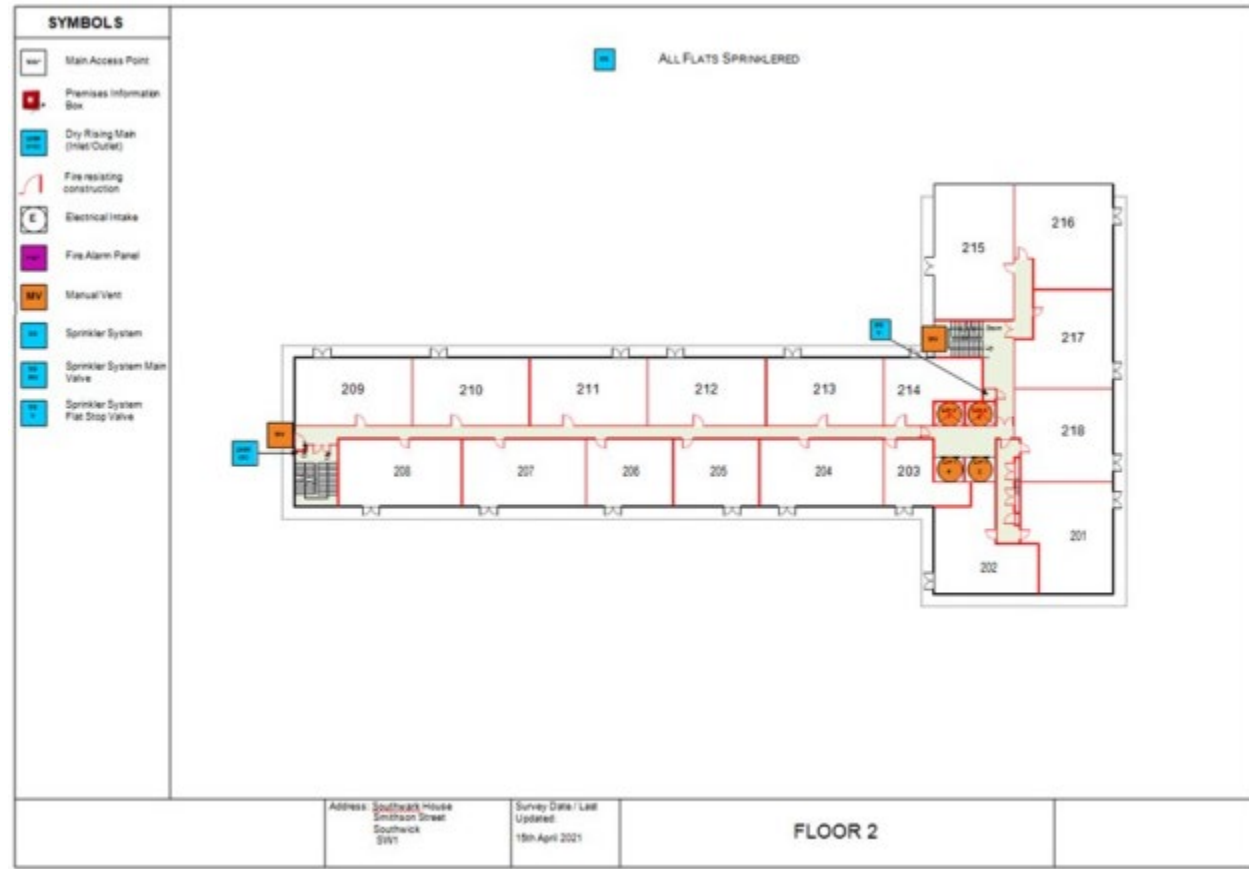 SYMBOLS
Main Access Point
Premises Information
Box
Dry Rising Main
(Inlet/Outlet)
Fire resisting
construction
E
Electrical Intake
Fire Alarm Panel
MV
Manual Vent
Sprinkler System
Sprinkler System Main
Valve
Sprinkler System
Flat Stop Valve
ALL FLATS SPRINKLERED
215
216
217
209
210
211
212
213
214
218
208
207
206
205
204
203
201
202
Address: Southwark House
Smithson Street
Southwick
SW1
Survey Date / Last
Updated:
15th April 2021
FLOOR 2